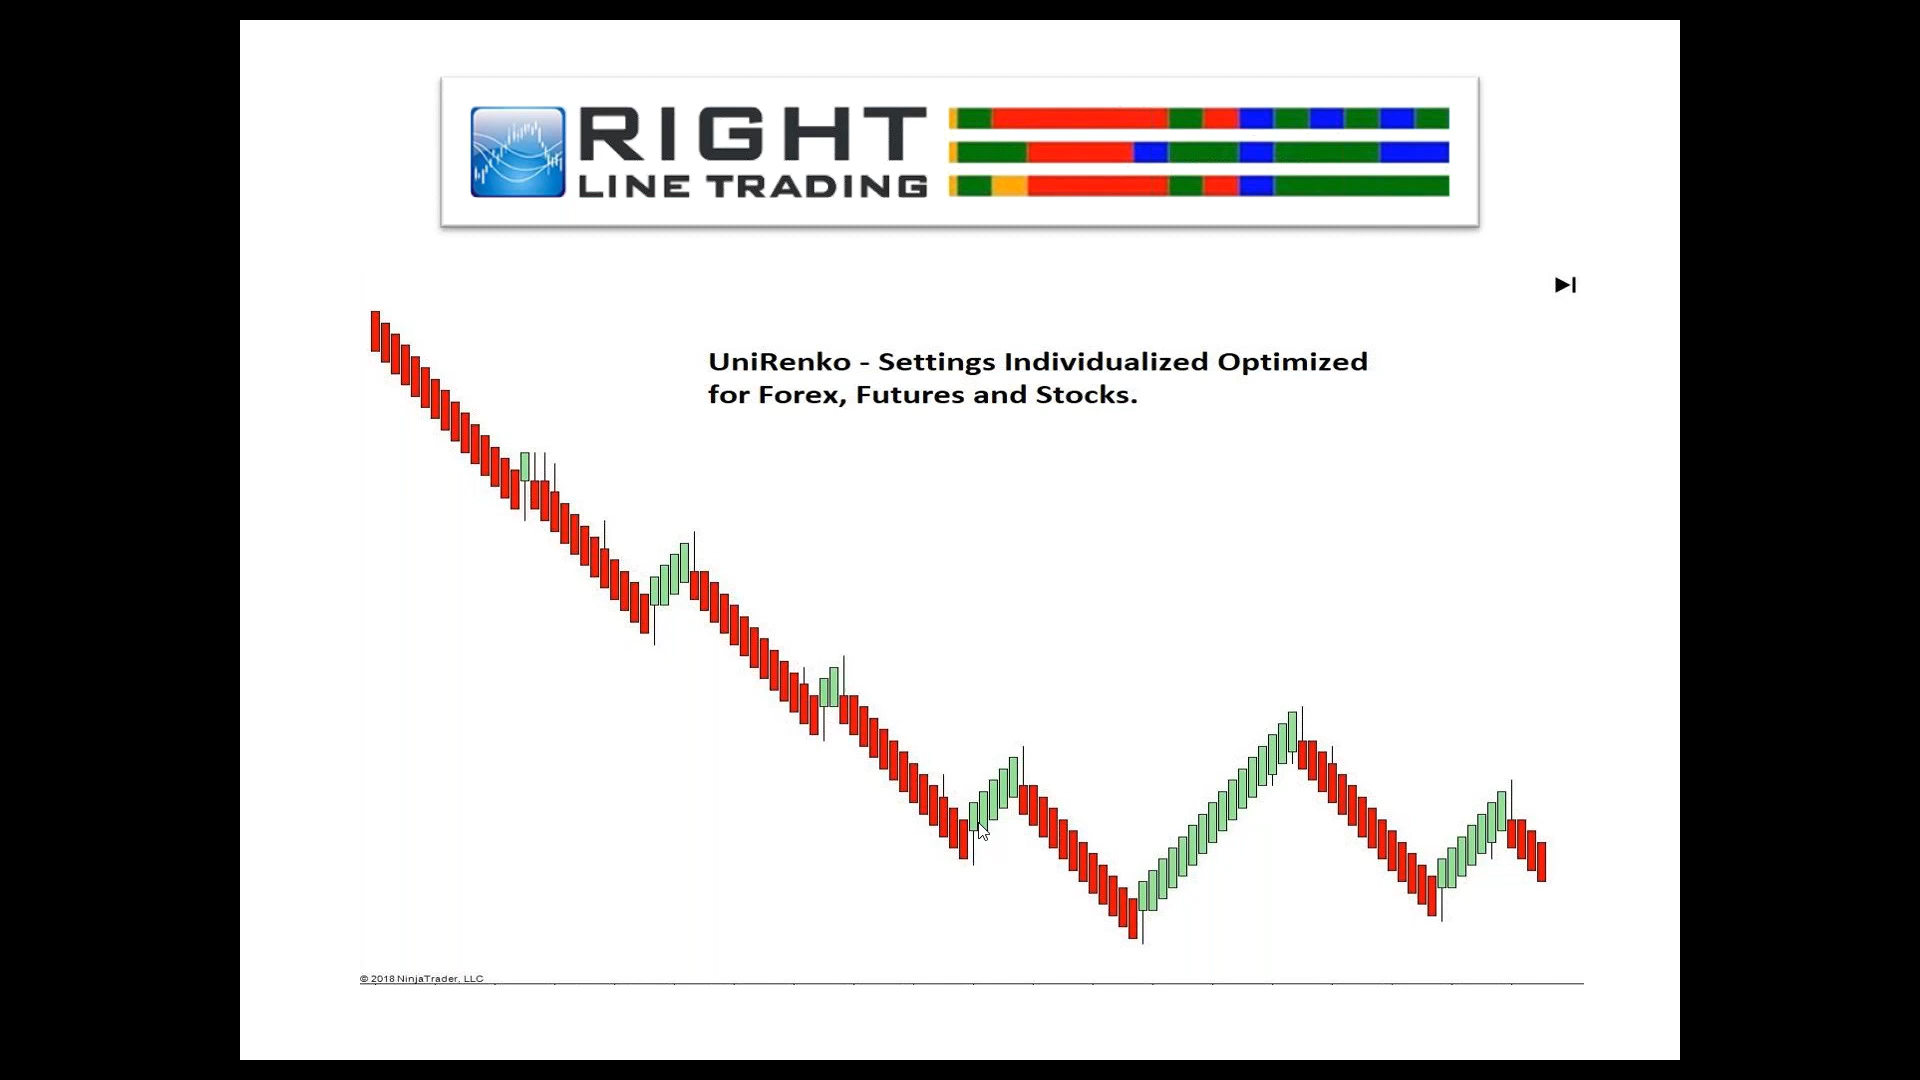 RIGHT
LINE TRADING
UniRenko - Settings Individualized Optimized
for Forex, Futures and Stocks.
© 2018 NinjaTrader, LLC